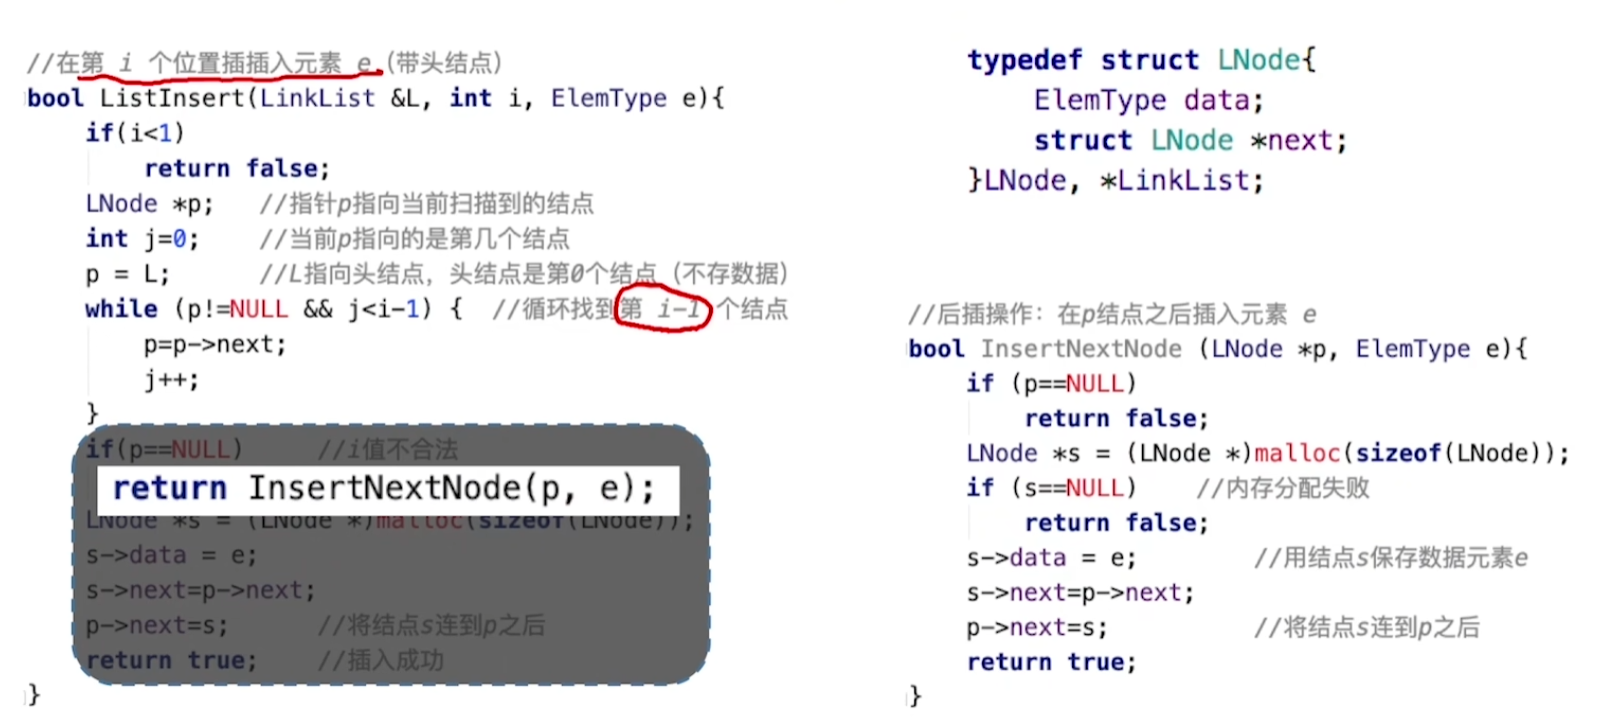 //在第 i 个位置插插入元素 e (带头结点)
bool ListInsert(LinkList &L, int i, ElemType e){
if(i<1)
return false;
LNode *p; //指针p指向当前扫描到的结点
int j=0; //当前p指向的是第几个结点
p = L; //L指向头结点，头结点是第0个结点（不存数据）
while (p!=NULL && j<i-1) { //循环找到第 i-1 个结点
p=p->next;
j++;
}
if(p==NULL) //i值不合法
return InsertNextNode(p, e);
LNode *s = (LNode *)malloc(sizeof(LNode));
s->data = e;
s->next=p->next;
p->next=s; //将结点s连到p之后
return true; //插入成功
}
typedef struct LNode{
ElemType data;
struct LNode *next;
}LNode, *LinkList;
//后插操作：在p结点之后插入元素 e
bool InsertNextNode (LNode *p, ElemType e){
if (p==NULL)
return false;
LNode *s = (LNode *)malloc(sizeof(LNode));
if (s==NULL) //内存分配失败
return false;
s->data = e; //用结点s保存数据元素e
s->next=p->next;
p->next=s; //将结点s连到p之后
return true;
}